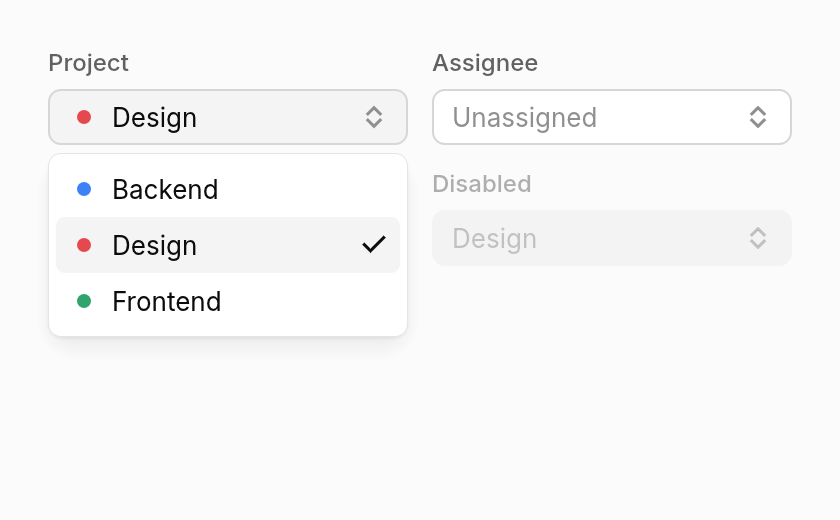 Project
Design
Backend
Design
Frontend
Assignee
Unassigned
Disabled
Design